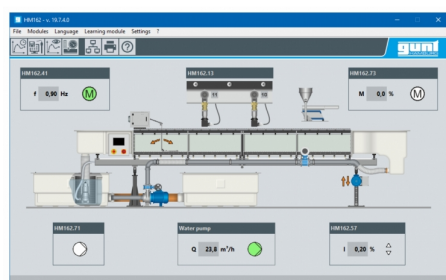 HM162 - v. 19.7.4.0
File Modules Language Learning module Settings ?
gunt
HM162.41
f 0,90 Hz M
HM162.13
HM162.73
M 0,0 % M
HM162.71
Water pump
Q 23,8 m³/h
HM162.57
I 0,20 %